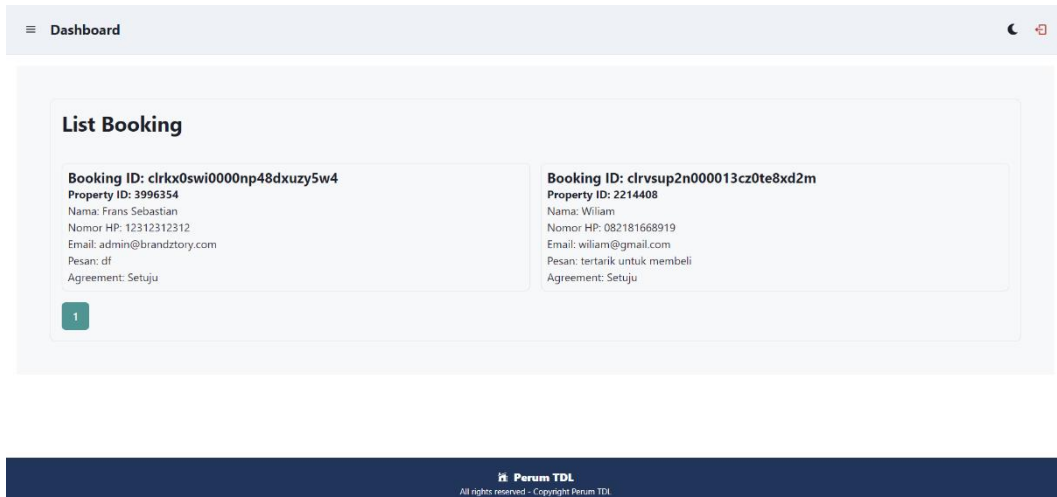 Dashboard
List Booking
Booking ID: clrkx0swi0000np48dxuzy5w4
Property ID: 3996354
Nama: Frans Sebastian
Nomor HP: 12312312312
Email: admin@brandztory.com
Pesan: df
Agreement: Setuju
Booking ID: clrvsup2n000013cz0te8xd2m
Property ID: 2214408
Nama: Wiliam
Nomor HP: 082181668919
Email: wiliam@gmail.com
Pesan: tertarik untuk membeli
Agreement: Setuju
1
Perum TDL
All rights reserved - Copyright Perum TDL